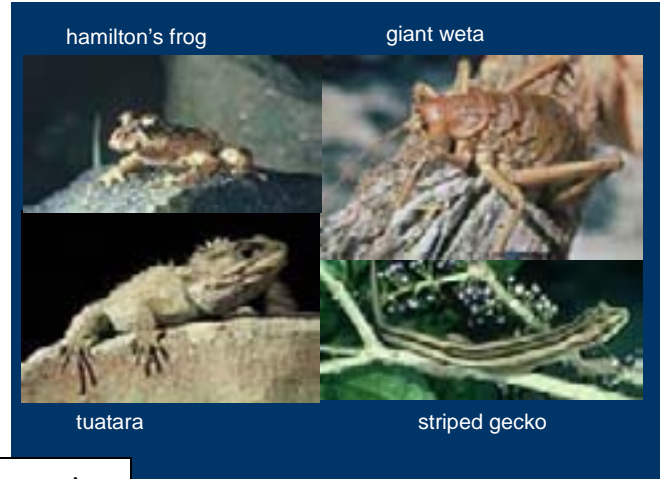 hamilton's frog
giant weta
tuatara
striped gecko